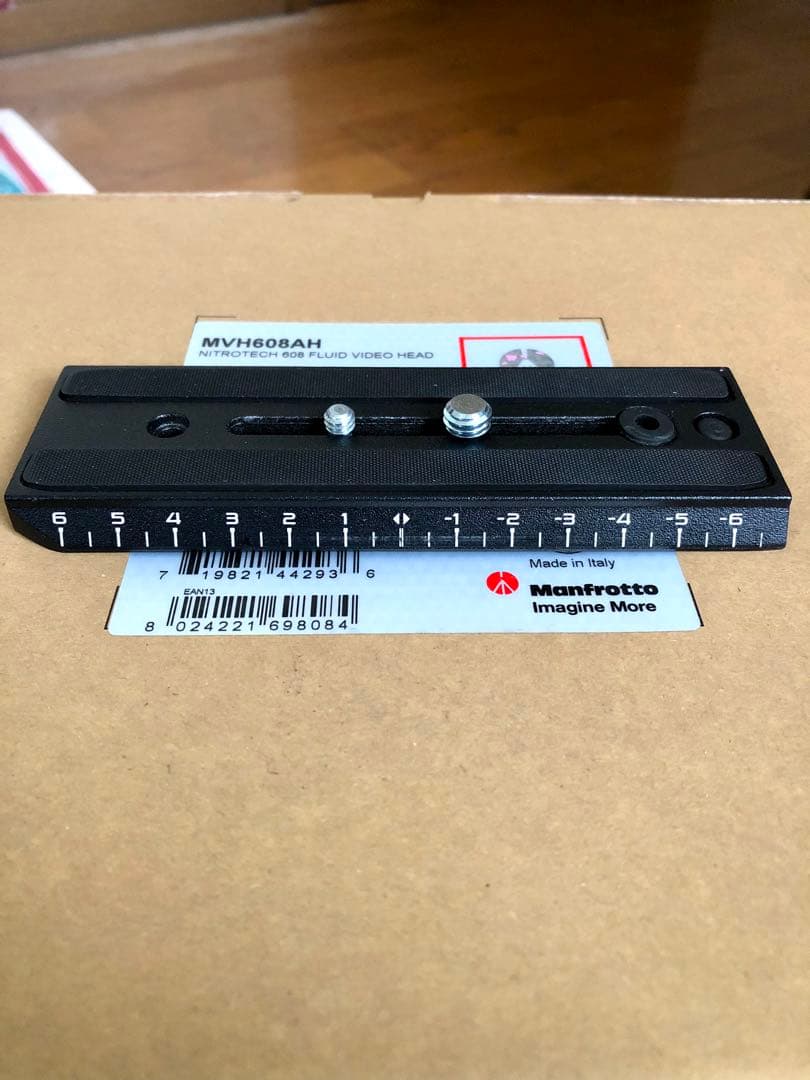 MVH608AH
NITROTECH 608 FLUID VIDEO HEAD
6 5 4 3 2 1 -1 -2 -3 -4 -5 -6
7 19821 44293 6
Made in Italy
EAN13
8 024221 698084
Manfrotto
Imagine More